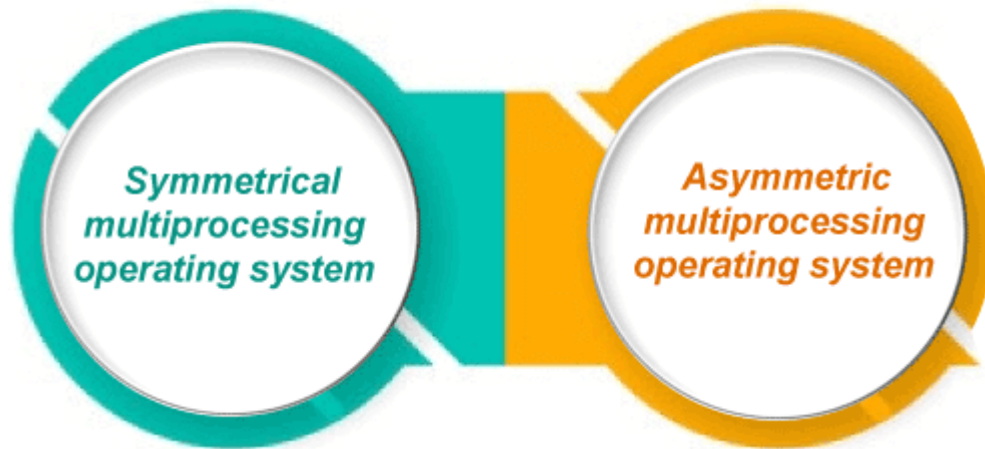 Symmetrical
multiprocessing
operating system
Asymmetric
multiprocessing
operating system